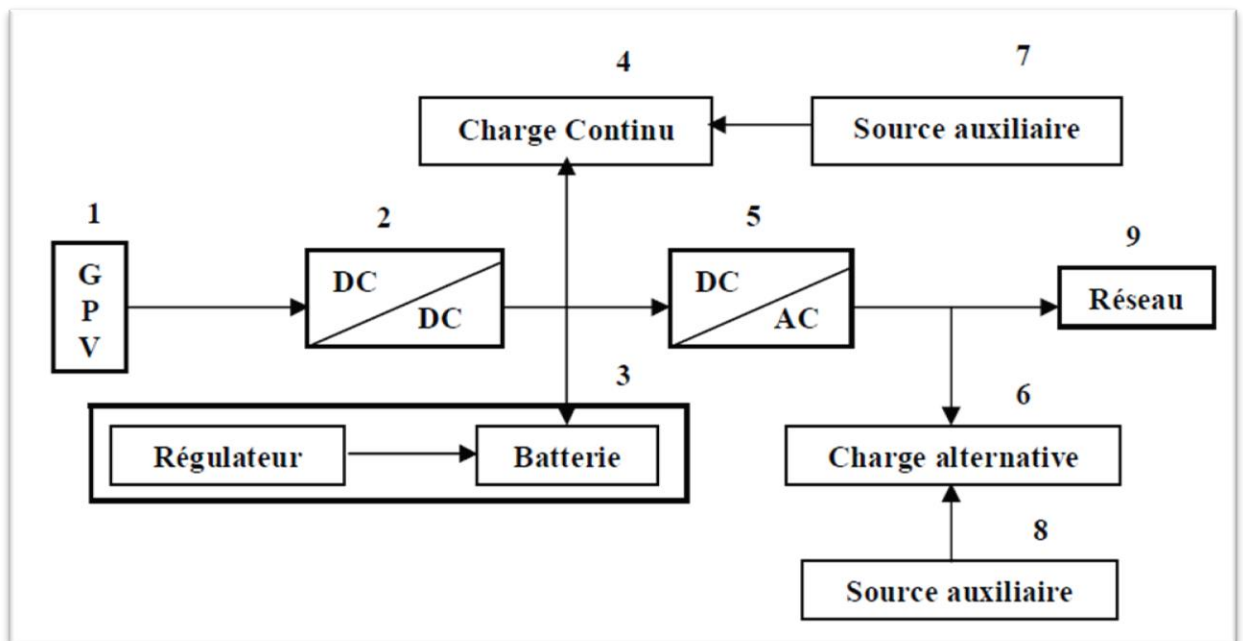 4
7
Charge Continu
Source auxiliaire
1
2
5
9
G
P
V
DC
DC
DC
AC
Réseau
3
6
Régulateur
Batterie
Charge alternative
8
Source auxiliaire